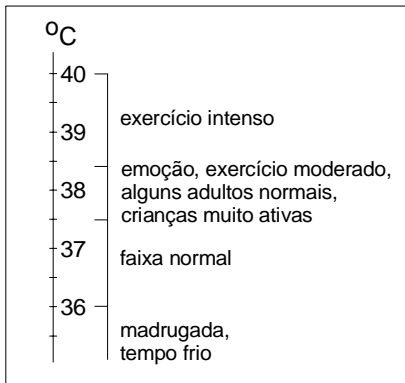 ºC
40
39
exercício intenso
emoção, exercício moderado,
38
alguns adultos normais,
crianças muito ativas
37
faixa normal
36
madrugada,
tempo frio